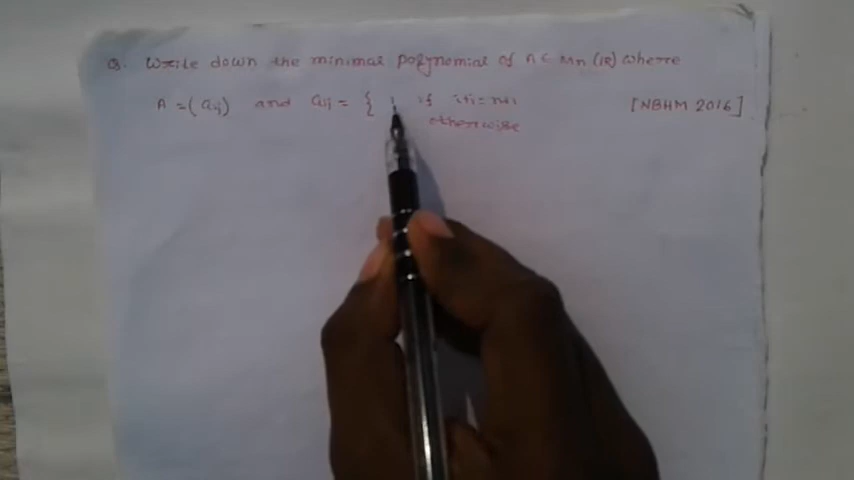 Q. Write down the minimal polynomial of A ∈ Mn (R) where
A = (aij) and aij = { 1 if i+j = n+1 [NBHM 2016]
otherwise